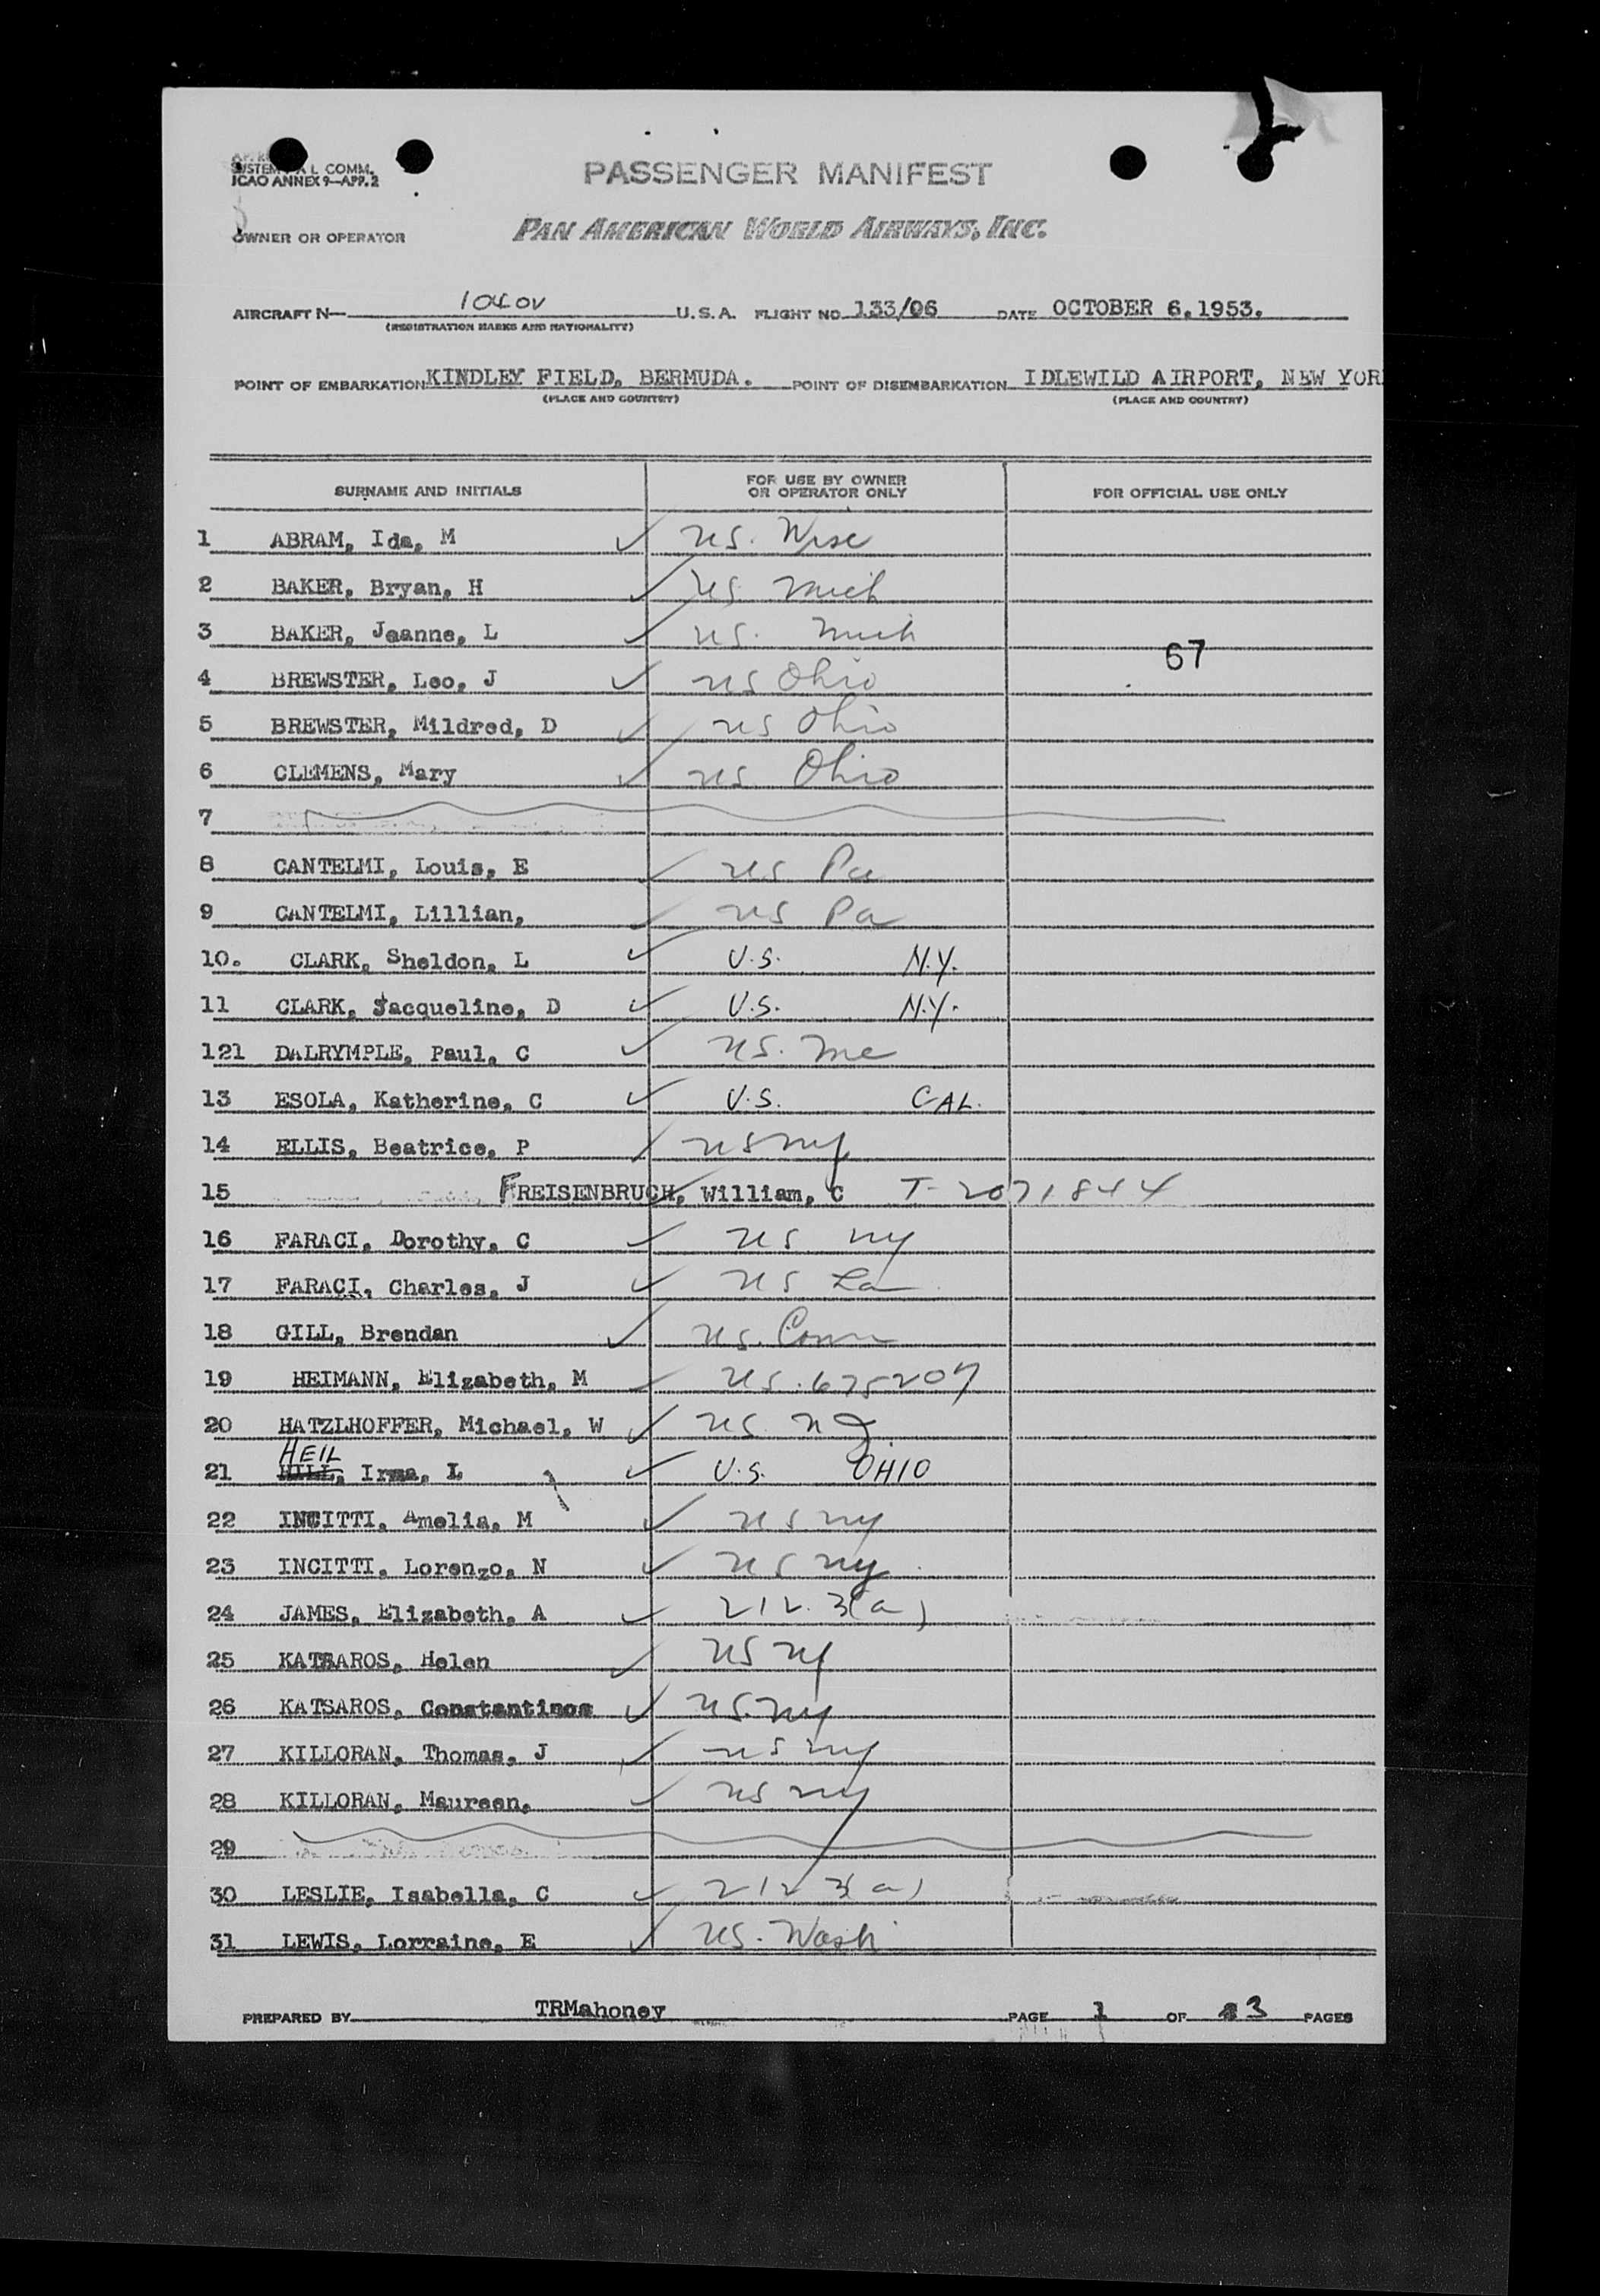 SYSTEM L COMM.
ICAO ANNEX 9—APP. 2
PASSENGER MANIFEST
OWNER OR OPERATOR PAN AMERICAN WORLD AIRWAYS, INC.
AIRCRAFT N— U.S.A. FLIGHT NO. 133/06 DATE OCTOBER 6, 1953.
(REGISTRATION MARKS AND NATIONALITY)
POINT OF EMBARKATION KINDLEY FIELD, BERMUDA. POINT OF DISEMBARKATION IDLEWILD AIRPORT, NEW YOR
(PLACE AND COUNTRY) (PLACE AND COUNTRY)
SURNAME AND INITIALS FOR USE BY OWNER OR OPERATOR ONLY FOR OFFICIAL USE ONLY
1 ABRAM, Ida, M US. Wisc
2 BAKER, Bryan, H US Mich
3 BAKER, Jeanne, L US. Mich
67
4 BREWSTER, Leo, J US Ohio
5 BREWSTER, Mildred, D US Ohio
6 CLEMENS, Mary US Ohio
7
8 CANTELMI, Louis, E US Pa
9 CANTELMI, Lillian, US Pa
10. CLARK, Sheldon, L U.S. N.Y.
11 CLARK, Jacqueline, D U.S. N.Y.
121 DALRYMPLE, Paul, C US. Me
13 ESOLA, Katherine, C U.S. CAL.
14 ELLIS, Beatrice, P US NY
15 FREISENBRUCH, William, C T-2071844
16 FARACI, Dorothy, C US NY
17 FARACI, Charles, J US La
18 GILL, Brendan US. Conn
19 HEIMANN, Elizabeth, M US. 675207
20 HATZLHOFFER, Michael, W US. NJ.
HEIL
21 HILL, Irma, L U.S. OHIO
22 INCITTI, Amelia, M US NY
23 INCITTI, Lorenzo, N US NY
24 JAMES, Elizabeth, A 212.3(a)
25 KATSAROS, Helen US NY
26 KATSAROS, Constantinos US. NY
27 KILLORAN, Thomas, J US NY
28 KILLORAN, Maureen, US NY
29
30 LESLIE, Isabella, C 212 3(a)
31 LEWIS, Lorraine, E US. Wash
PREPARED BY TRMahoney PAGE 1 OF 3 PAGES